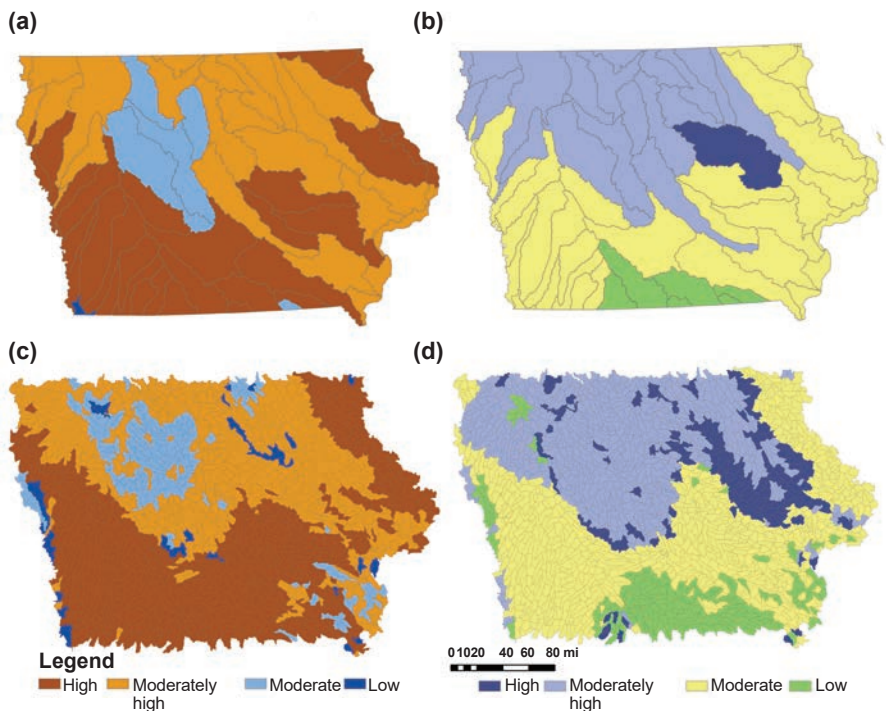 (a)
(b)
(c)
(d)
Legend
High
Moderately
high
Moderate
Low
0 10 20 40 60 80 mi
High
Moderately
high
Moderate
Low